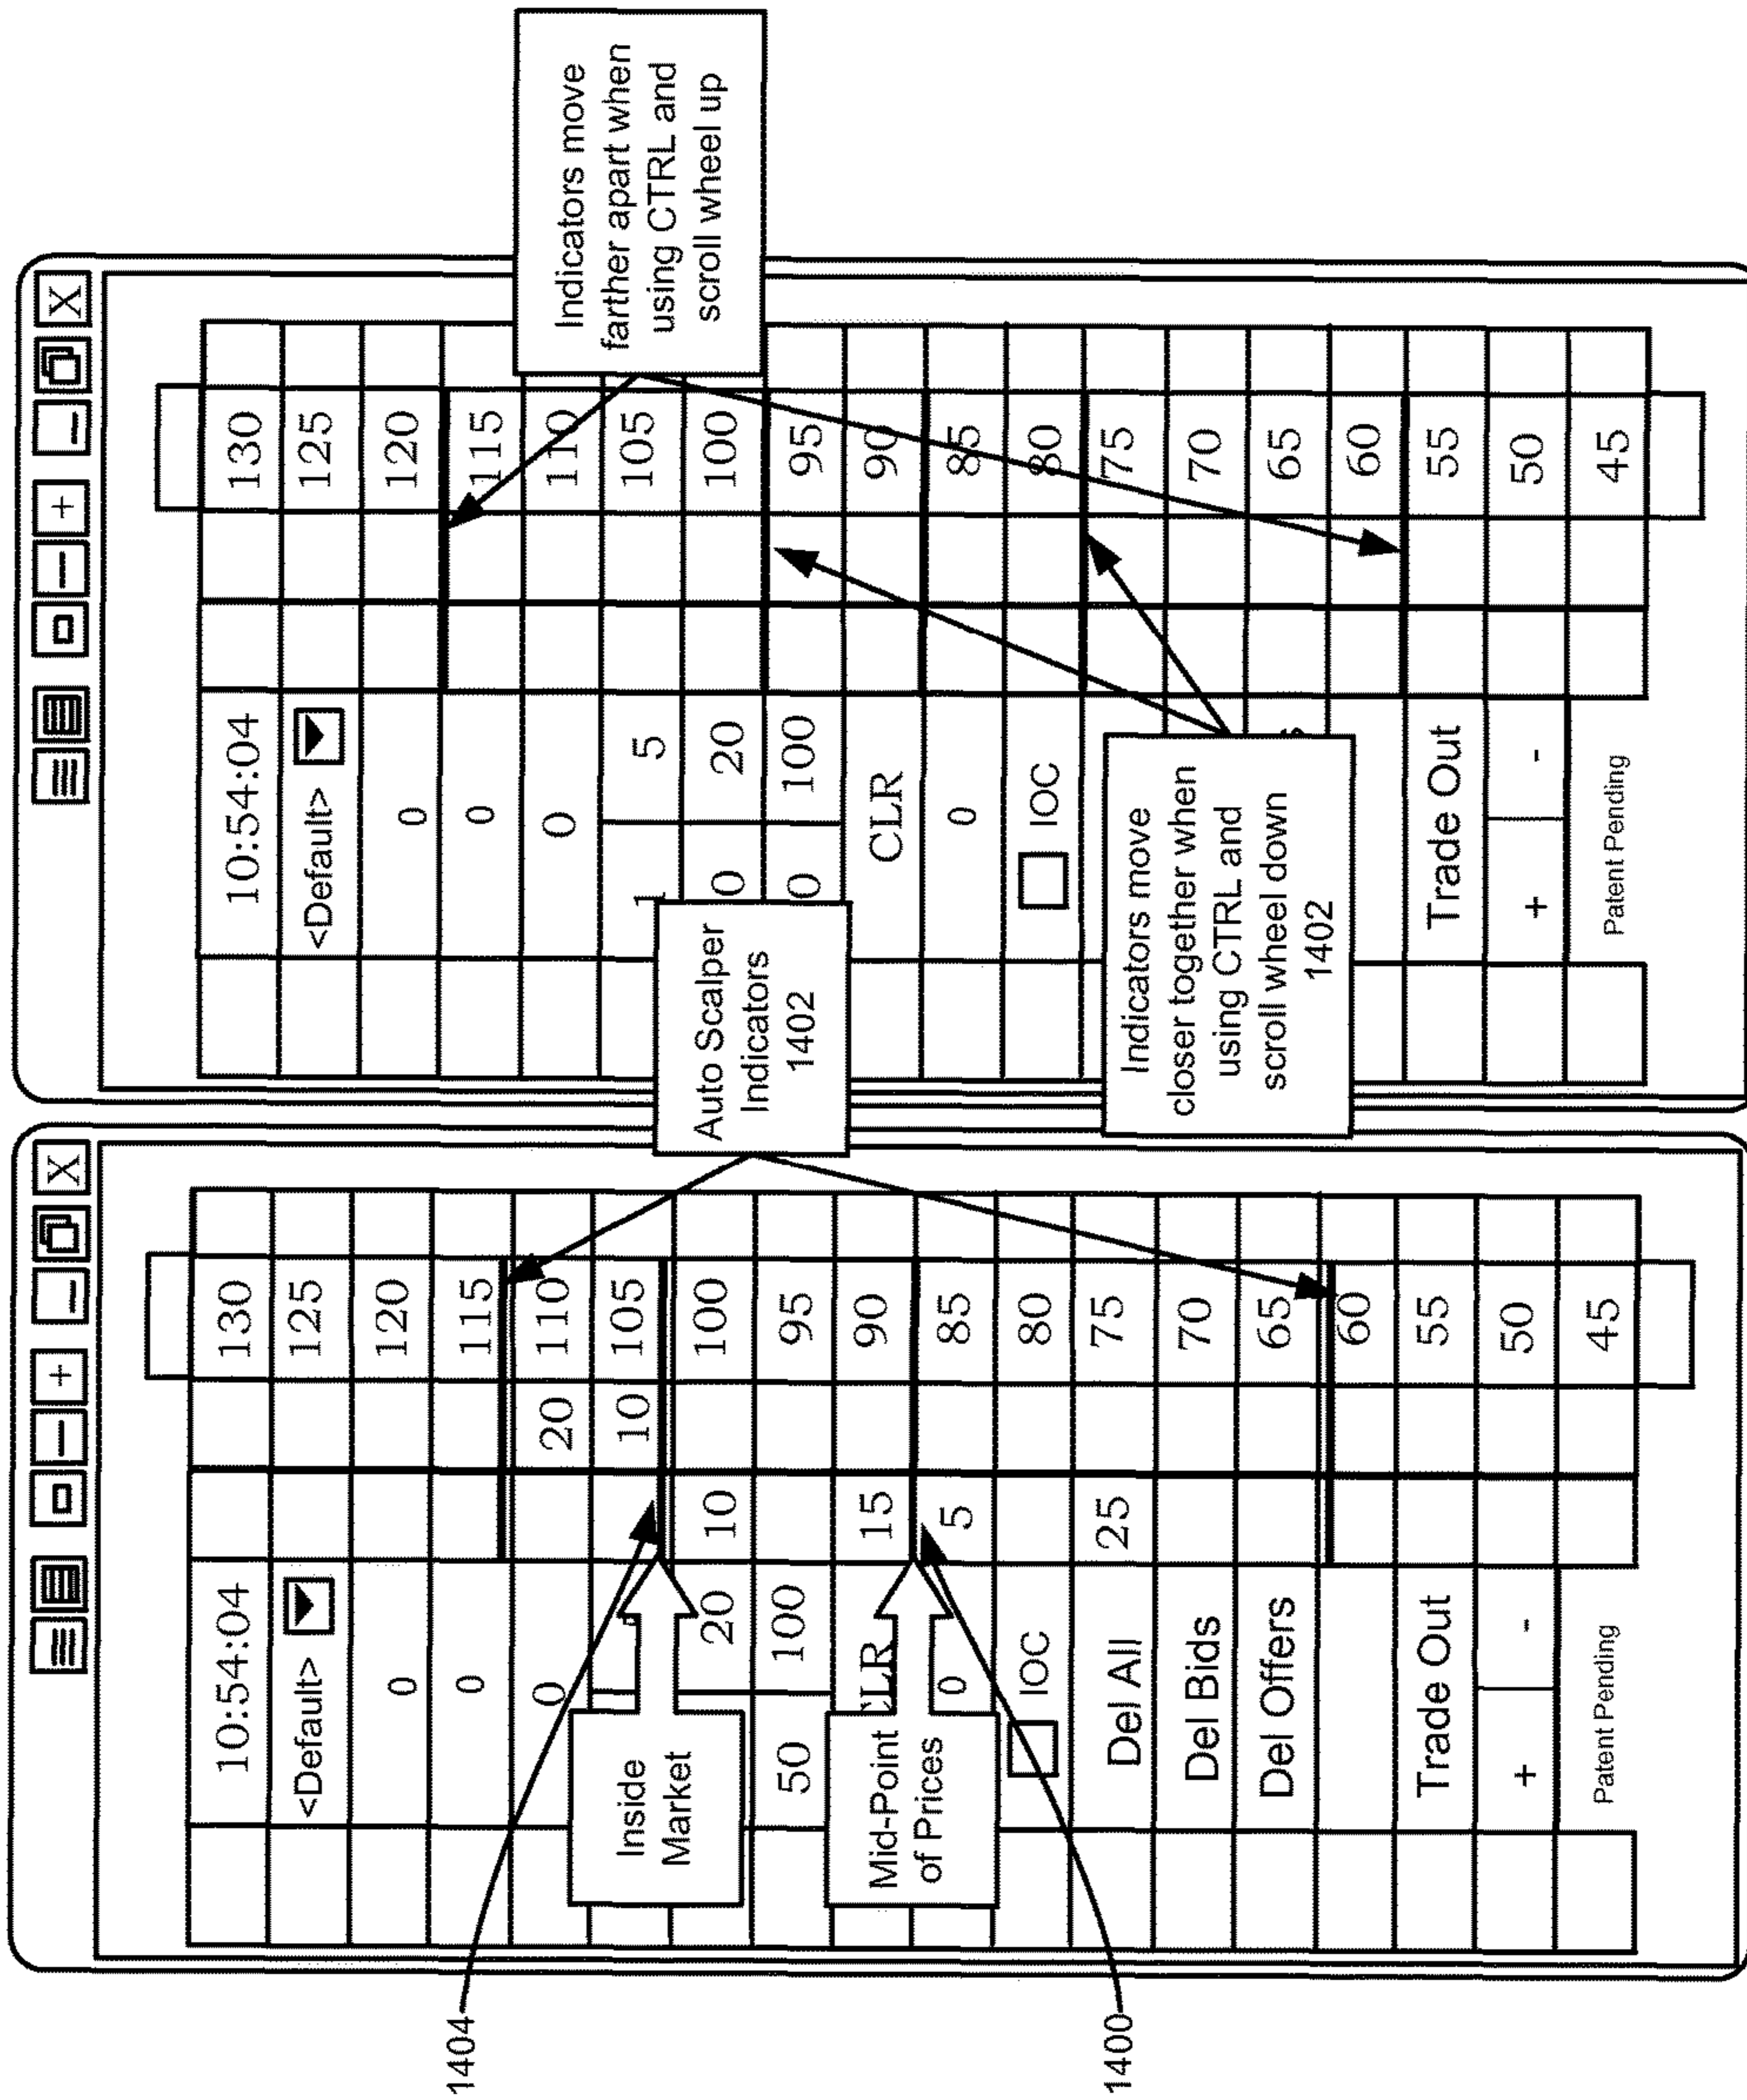 + X
10:54:04 130
<Default> 125
0 120
0 115
0 20 110
10 105
20 10 100
50 100 95
CLR 15 90
0 5 85
IOC 80
Del All 25 75
Del Bids 70
Del Offers 65
60
Trade Out 55
+ - 50
Patent Pending 45
Inside
Market
Mid-Point
of Prices
1404
1400
Auto Scalper
Indicators
1402
+ X
10:54:04 130
<Default> 125
0 120
0 115
0 110
1 5 105
0 20 100
0 100 95
CLR 90
0 85
IOC 80
75
70
65
60
Trade Out 55
+ - 50
Patent Pending 45
Indicators move
closer together when
using CTRL and
scroll wheel down
1402
Indicators move
farther apart when
using CTRL and
scroll wheel up